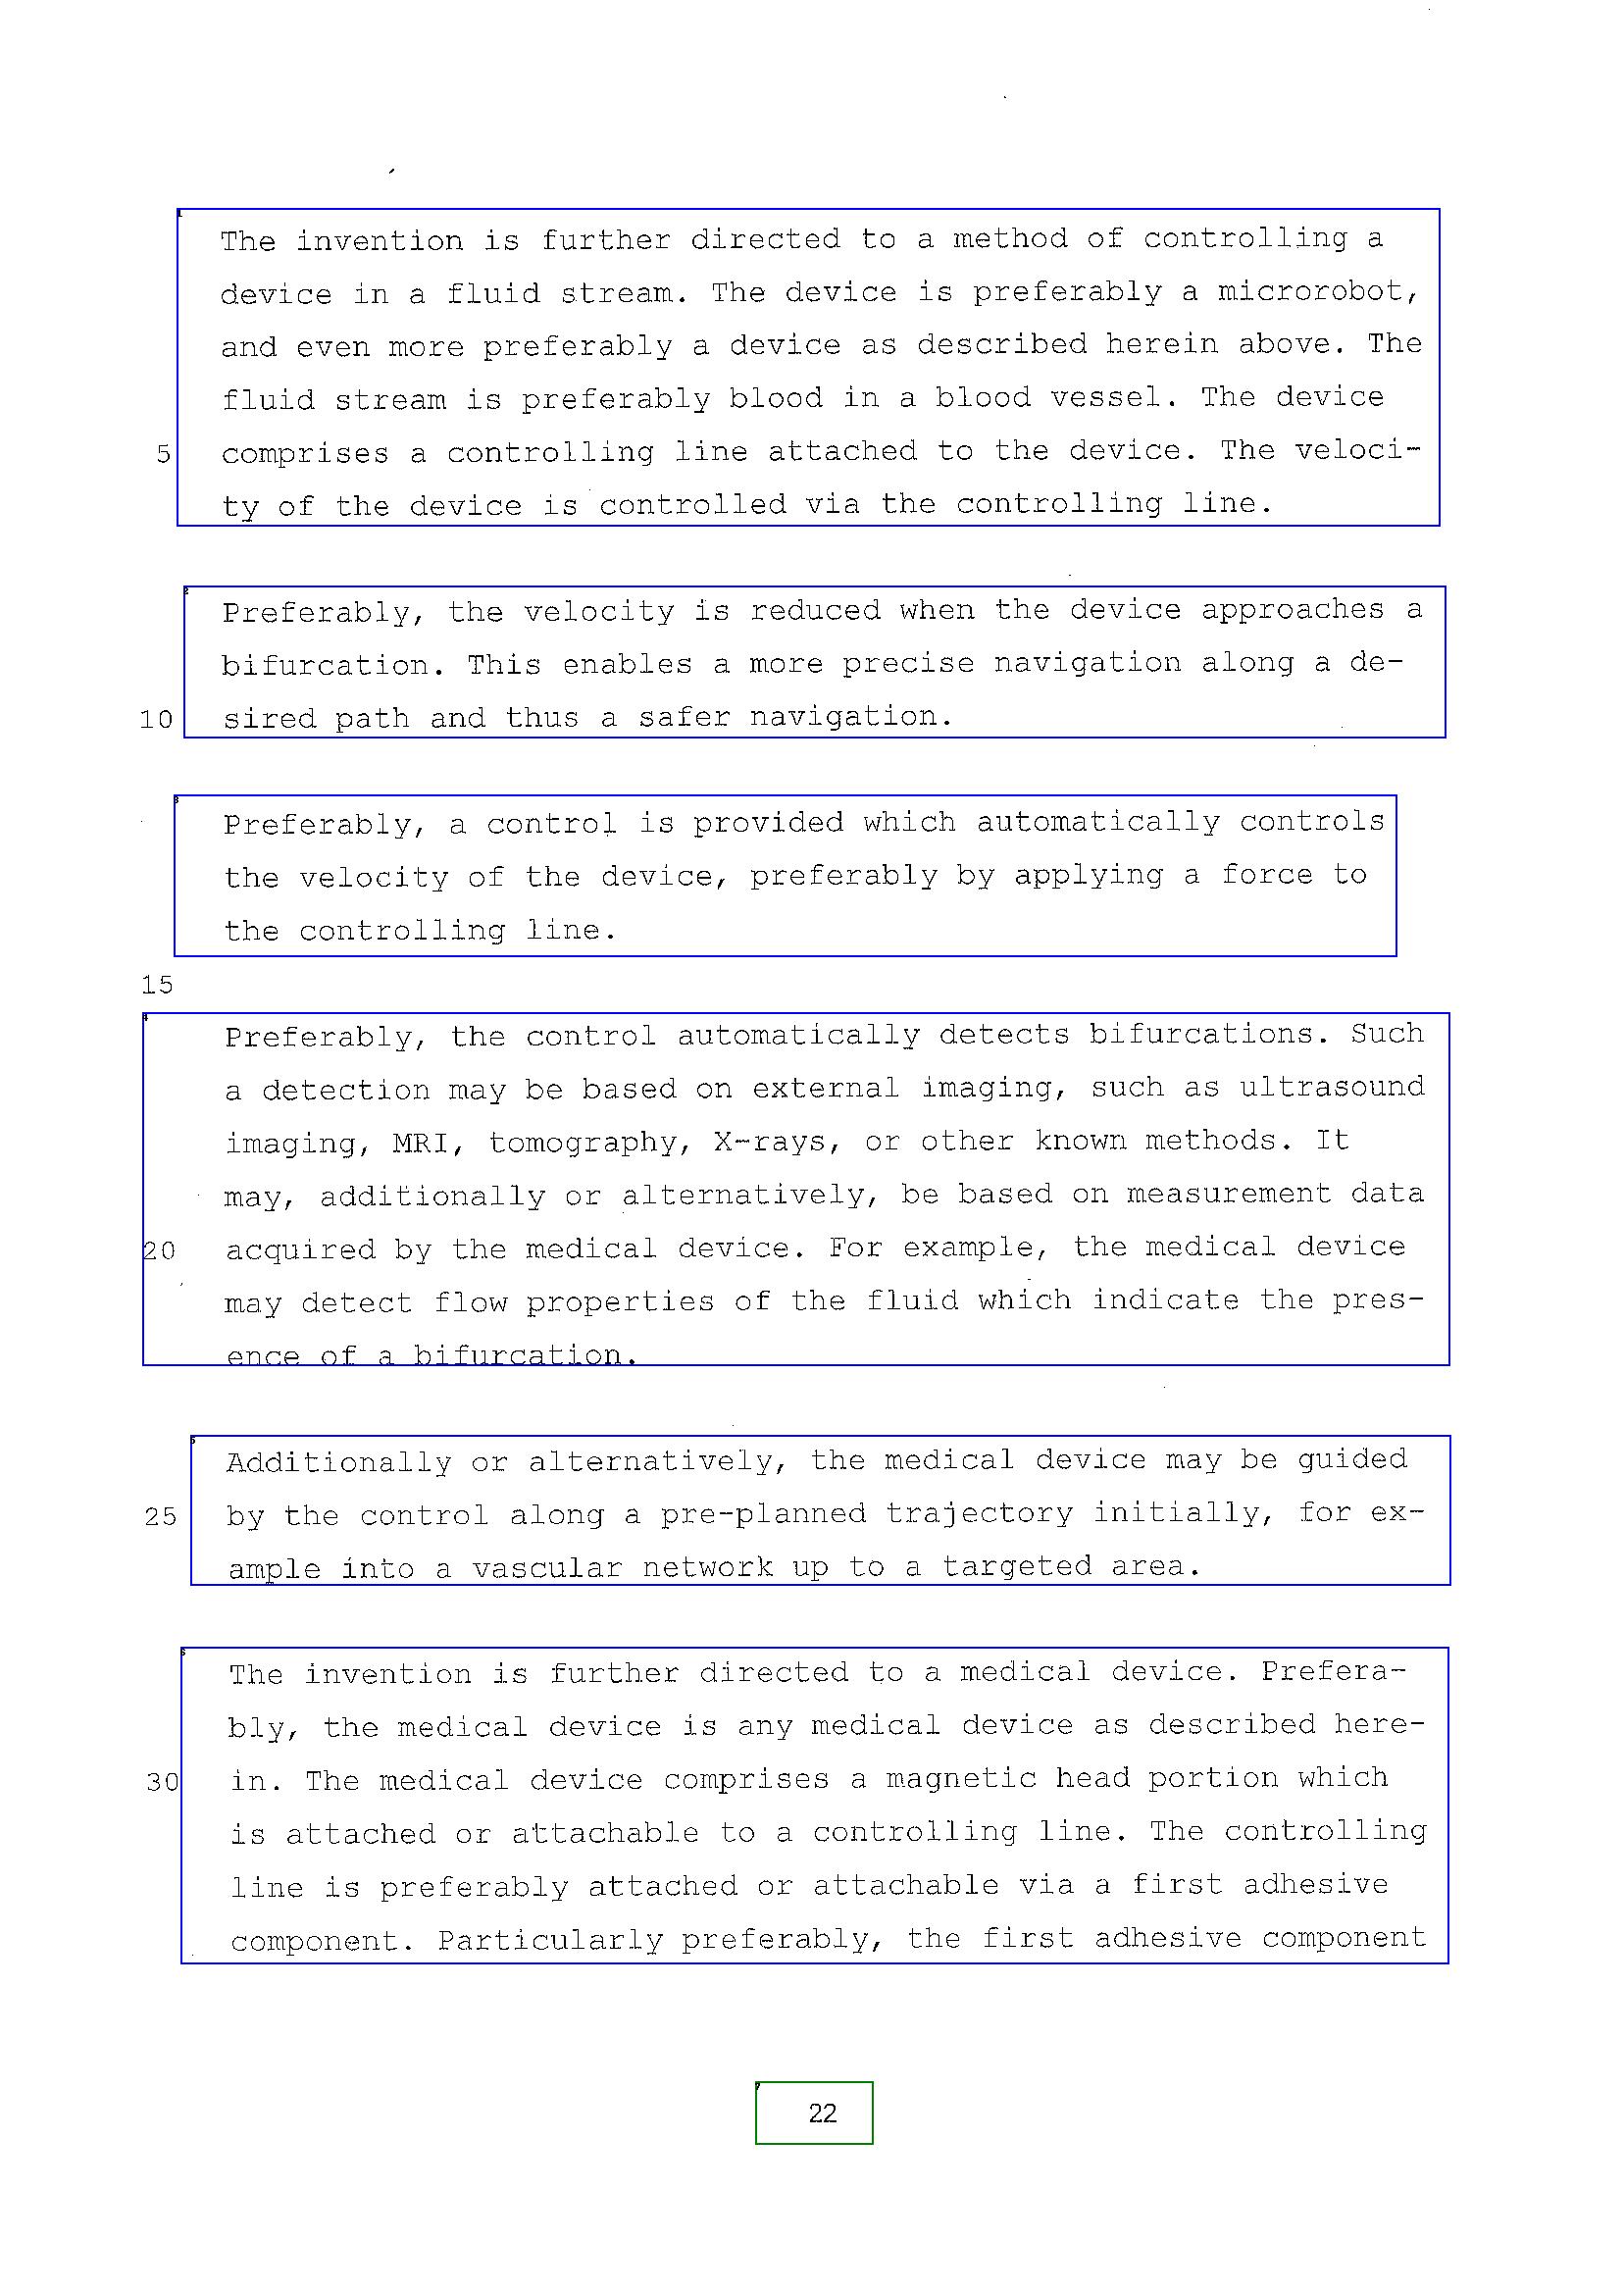 The invention is further directed to a method of controlling a
device in a fluid stream. The device is preferably a microrobot,
and even more preferably a device as described herein above. The
fluid stream is preferably blood in a blood vessel. The device
5 comprises a controlling line attached to the device. The veloci-
ty of the device is controlled via the controlling line.
Preferably, the velocity is reduced when the device approaches a
bifurcation. This enables a more precise navigation along a de-
10 sired path and thus a safer navigation.
Preferably, a control is provided which automatically controls
the velocity of the device, preferably by applying a force to
the controlling line.
15
Preferably, the control automatically detects bifurcations. Such
a detection may be based on external imaging, such as ultrasound
imaging, MRI, tomography, X-rays, or other known methods. It
may, additionally or alternatively, be based on measurement data
20 acquired by the medical device. For example, the medical device
may detect flow properties of the fluid which indicate the pres-
ence of a bifurcation.
Additionally or alternatively, the medical device may be guided
25 by the control along a pre-planned trajectory initially, for ex-
ample into a vascular network up to a targeted area.
The invention is further directed to a medical device. Prefera-
bly, the medical device is any medical device as described here-
30 in. The medical device comprises a magnetic head portion which
is attached or attachable to a controlling line. The controlling
line is preferably attached or attachable via a first adhesive
component. Particularly preferably, the first adhesive component
22